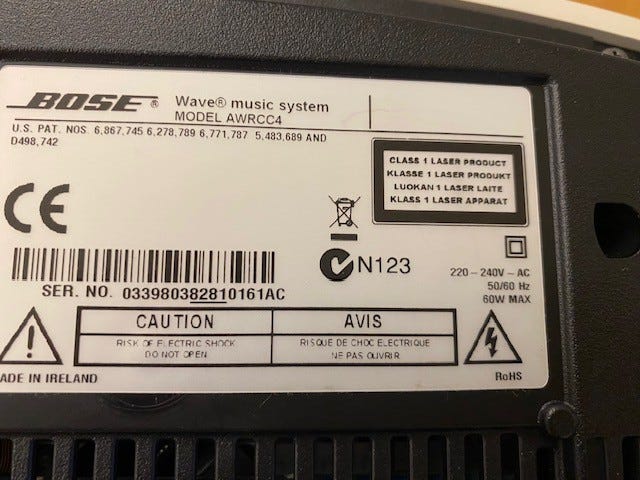 BOSE ® Wave® music system
MODEL AWRCC4
U.S. PAT. NOS. 6,867,745 6,278,789 6,771,787 5,483,689 AND
D498,742
CLASS 1 LASER PRODUCT
KLASSE 1 LASER PRODUKT
LUOKAN 1 LASER LAITE
KLASS 1 LASER APPARAT
CE
N123
220-240V ~ AC
50/60 Hz
60W MAX
SER. NO. 033980382810161AC
CAUTION
RISK OF ELECTRIC SHOCK
DO NOT OPEN
AVIS
RISQUE DE CHOC ELECTRIQUE
NE PAS OUVRIR
ADE IN IRELAND
RoHS